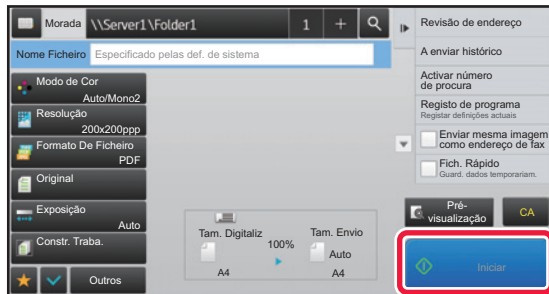 Morada \\Server1\Folder1 1 +
Nome Ficheiro Especificado pelas def. de sistema
Modo de Cor
Auto/Mono2
Resolução
200x200ppp
Formato De Ficheiro
PDF
Original
Exposição
Auto
Constr. Traba.
Outros
Tam. Digitaliz
100%
Tam. Envio
Auto
A4
A4
Revisão de endereço
A enviar histórico
Activar número
de procura
Registo de programa
Registar definições actuais
Enviar mesma imagem
como endereço de fax
Fich. Rápido
Guard. dados temporariam.
Pré-
visualização
CA
Iniciar